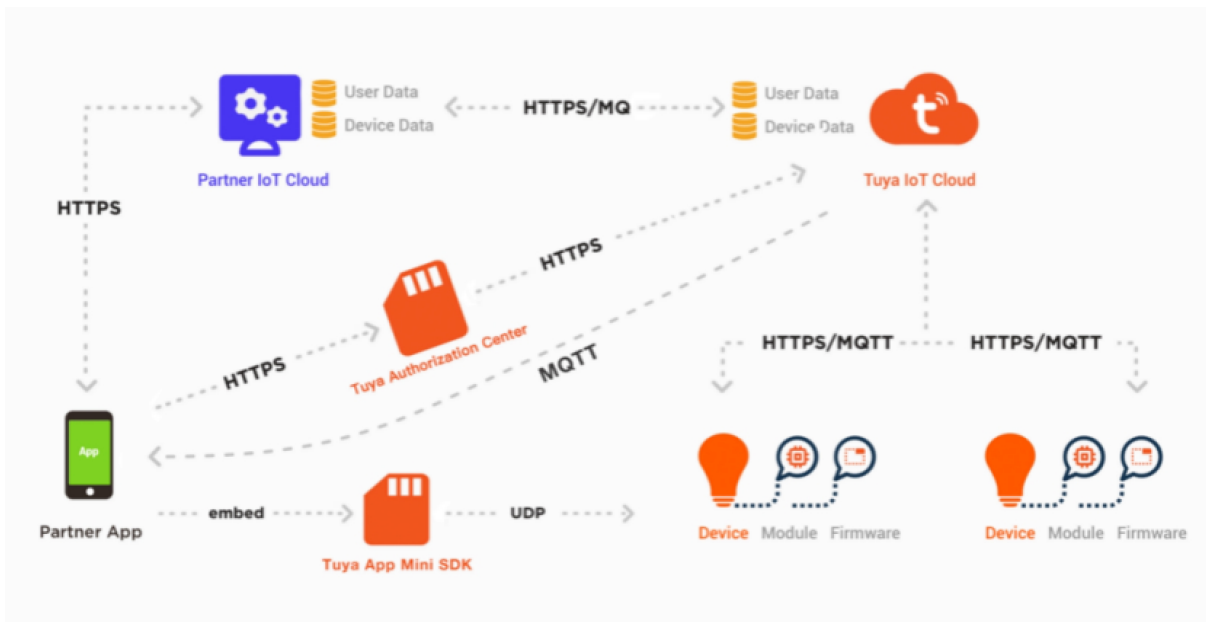 User Data
Device Data
HTTPS/MQ
User Data
Device Data
t
Partner IoT Cloud
Tuya IoT Cloud
HTTPS
HTTPS
HTTPS
Tuya Authorization Center
MQTT
HTTPS/MQTT
HTTPS/MQTT
App
Partner App
embed
UDP
Tuya App Mini SDK
Device Module Firmware
Device Module Firmware